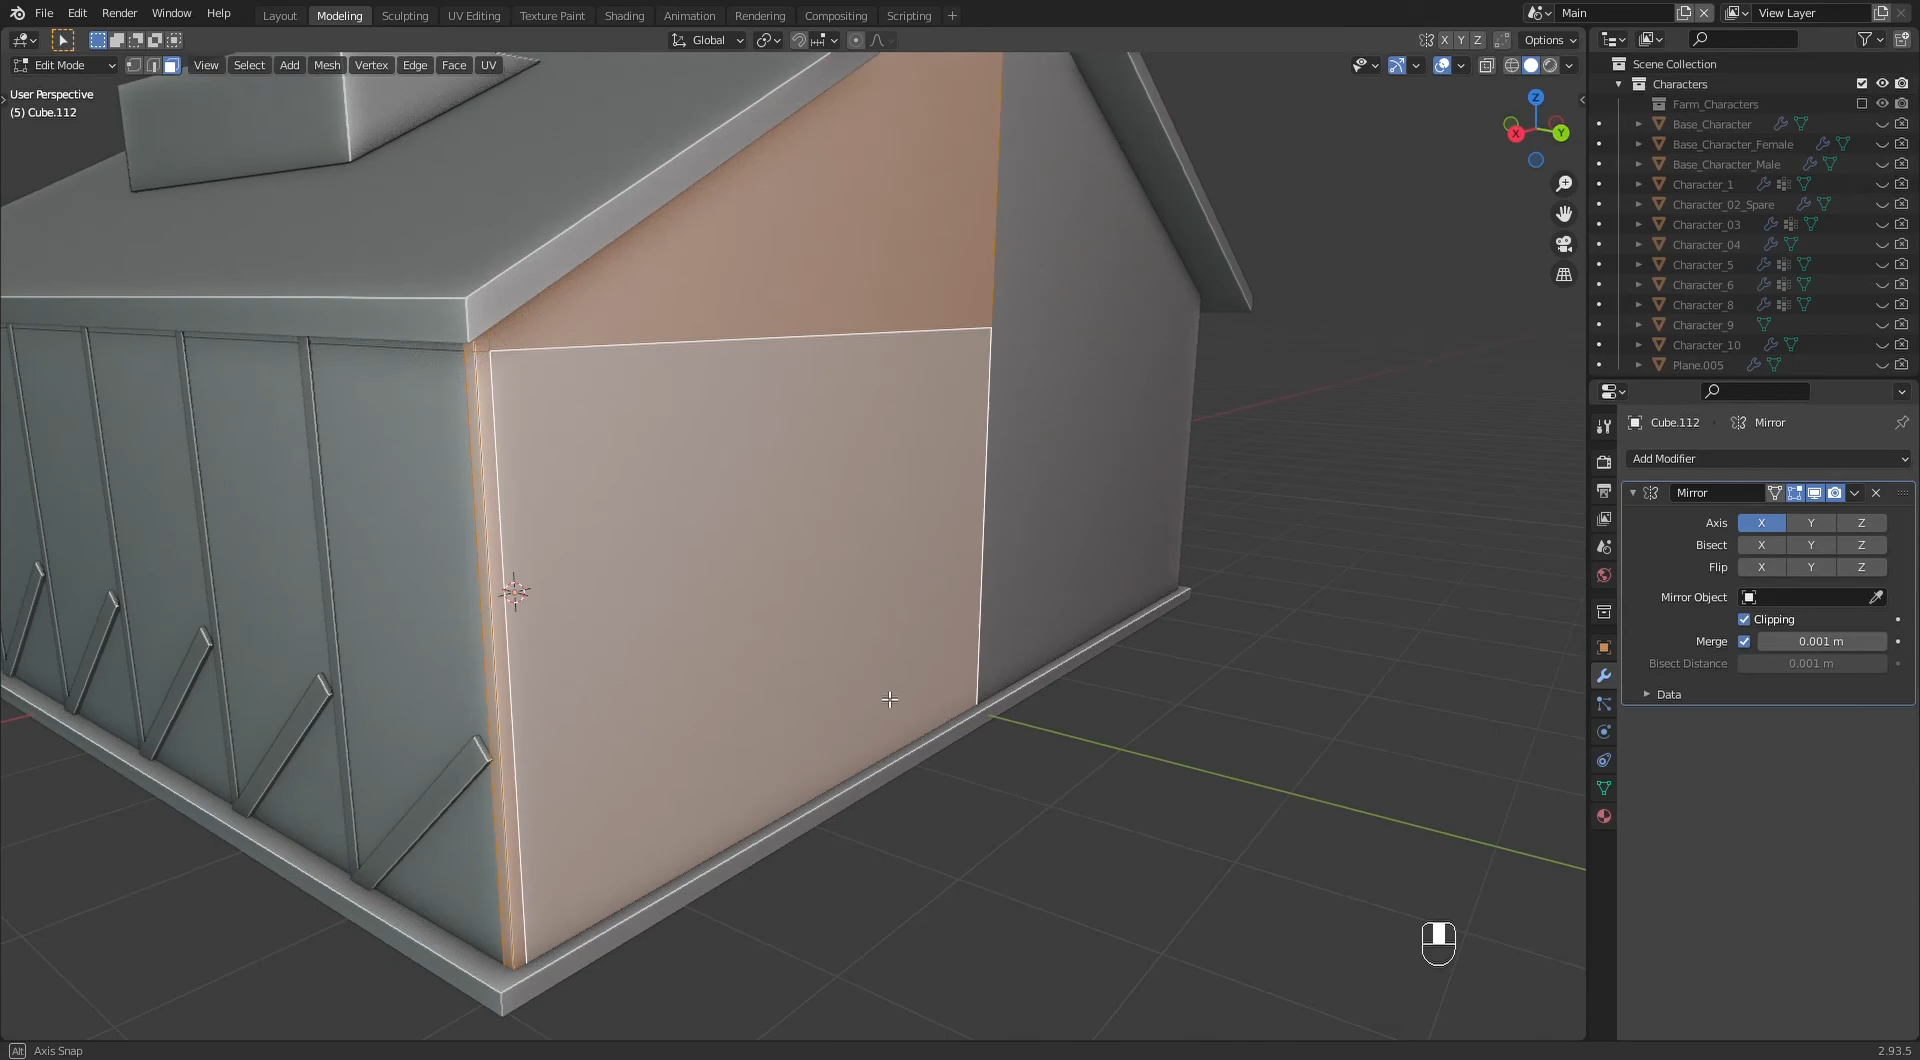 File Edit Render Window Help
Layout Modeling Sculpting UV Editing Texture Paint Shading Animation Rendering Compositing Scripting +
Main
View Layer
Global
X Y Z
Options
Edit Mode
View Select Add Mesh Vertex Edge Face UV
User Perspective
(5) Cube.112
Z
X
Y
Scene Collection
Characters
Farm_Characters
Base_Character
Base_Character_Female
Base_Character_Male
Character_1
Character_02_Spare
Character_03
Character_04
Character_5
Character_6
Character_8
Character_9
Character_10
Plane.005
Cube.112 Mirror
Add Modifier
Mirror
Axis X Y Z
Bisect X Y Z
Flip X Y Z
Mirror Object
Clipping
Merge 0.001 m
Bisect Distance 0.001 m
Data
Alt Axis Snap
2.93.5